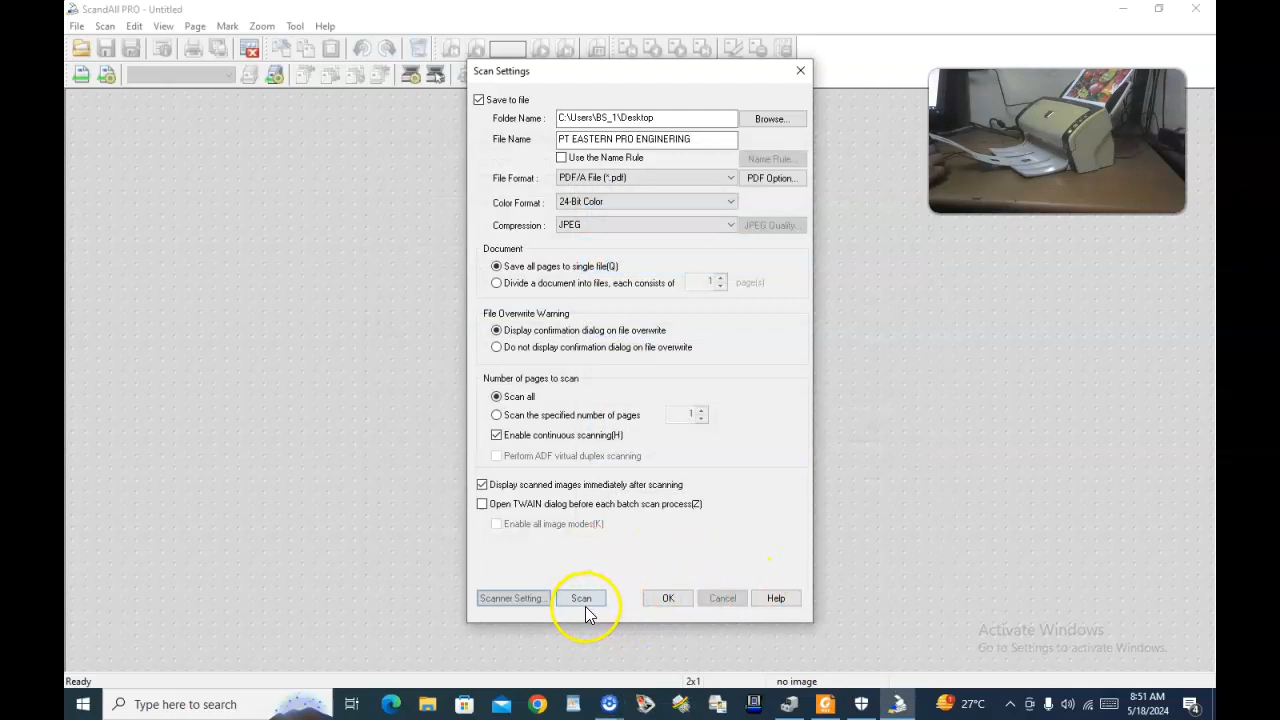 ScandAll PRO - Untitled
File Scan Edit View Page Mark Zoom Tool Help
Scan Settings
Save to file
Folder Name : C:\Users\BS_1\Desktop Browse...
File Name PT EASTERN PRO ENGINERING
Use the Name Rule Name Rule...
File Format : PDF/A File (*.pdf) PDF Option...
Color Format : 24-Bit Color
Compression : JPEG JPEG Quality...
Document
Save all pages to single file(Q)
Divide a document into files, each consists of 1 page(s)
File Overwrite Warning
Display confirmation dialog on file overwrite
Do not display confirmation dialog on file overwrite
Number of pages to scan
Scan all
Scan the specified number of pages 1
Enable continuous scanning(H)
Perform ADF virtual duplex scanning
Display scanned images immediately after scanning
Open TWAIN dialog before each batch scan process(Z)
Enable all image modes(K)
Scanner Setting... Scan OK Cancel Help
Activate Windows
Go to Settings to activate Windows.
Ready 2x1 no image
Type here to search 27°C 8:51 AM
5/18/2024
4